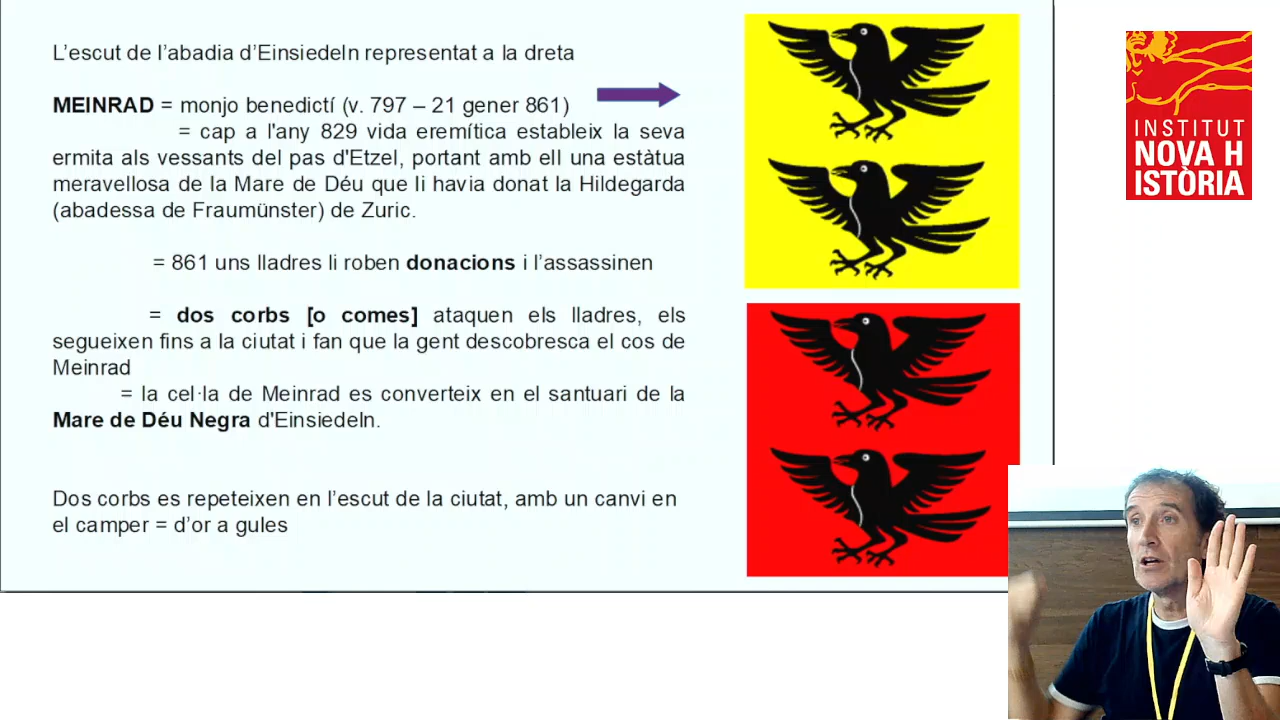 L’escut de l’abadia d’Einsiedeln representat a la dreta
MEINRAD = monjo benedictí (v. 797 – 21 gener 861)
= cap a l'any 829 vida eremítica estableix la seva
ermita als vessants del pas d'Etzel, portant amb ell una estàtua
meravellosa de la Mare de Déu que li havia donat la Hildegarda
(abadessa de Fraumünster) de Zuric.
= 861 uns lladres li roben donacions i l’assassinen
= dos corbs [o comes] ataquen els lladres, els
segueixen fins a la ciutat i fan que la gent descobresca el cos de
Meinrad
= la cel·la de Meinrad es converteix en el santuari de la
Mare de Déu Negra d'Einsiedeln.
Dos corbs es repeteixen en l’escut de la ciutat, amb un canvi en
el camper = d’or a gules
INSTITUT
NOVA H
ISTÒRIA